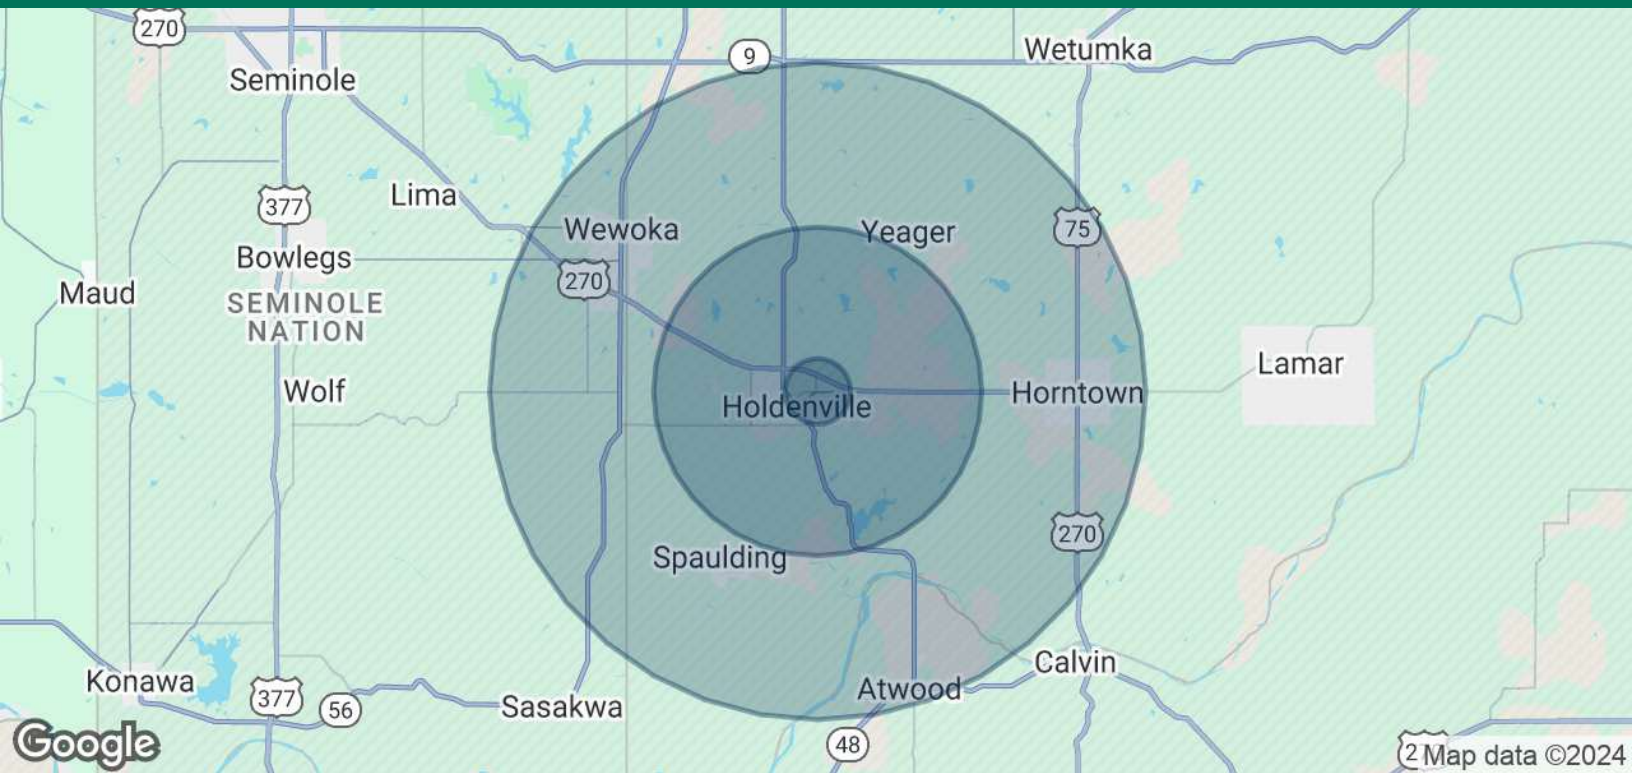 270
9
Wetumka
Seminole
Lima
377
Wewoka
Yeager
75
Bowlegs
270
Maud
SEMINOLE
NATION
Lamar
Wolf
Holdenville
Horntown
270
Spaulding
Calvin
Konawa
377
56
Sasakwa
Atwood
48
Google
Map data ©2024